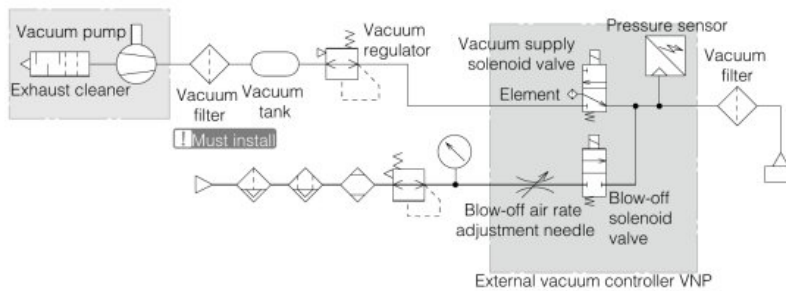 Vacuum pump
Exhaust cleaner
Vacuum
filter
! Must install
Vacuum
tank
Vacuum
regulator
Vacuum supply
solenoid valve
Element
Pressure sensor
Vacuum
filter
Blow-off air rate
adjustment needle
Blow-off
solenoid
valve
External vacuum controller VNP